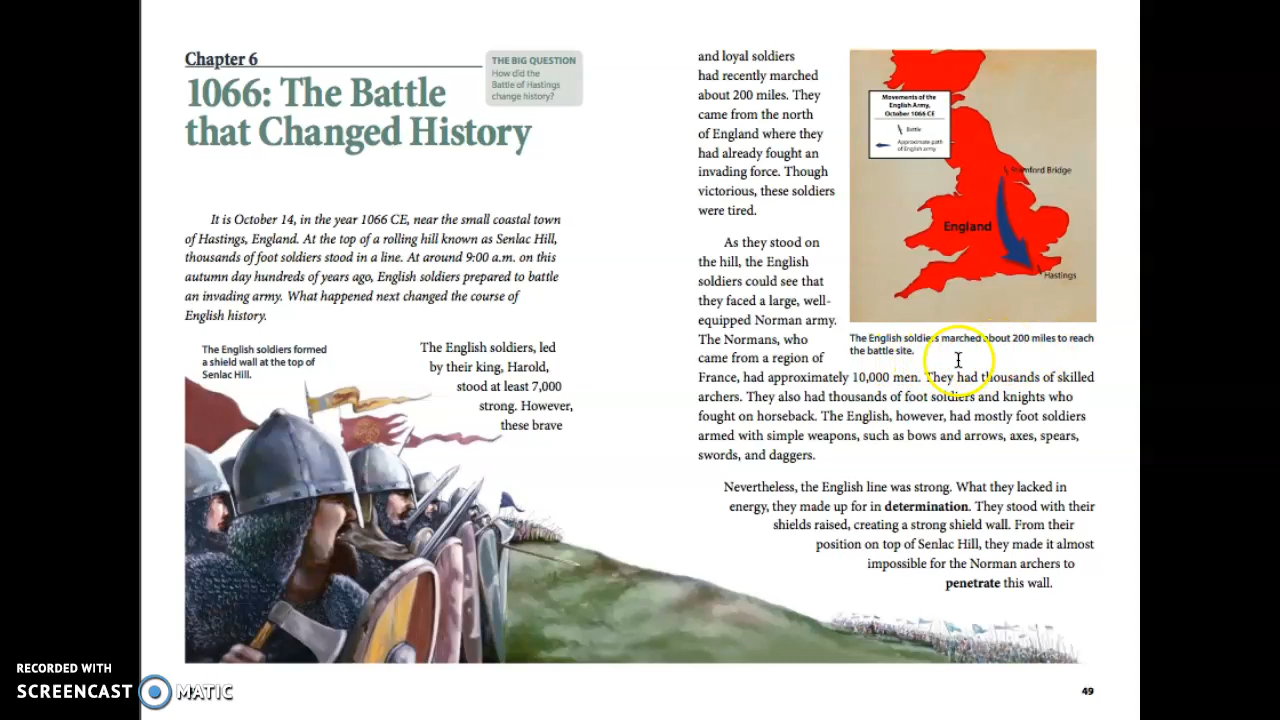 Chapter 6
1066: The Battle
that Changed History
THE BIG QUESTION
How did the
Battle of Hastings
change history?
It is October 14, in the year 1066 CE, near the small coastal town
of Hastings, England. At the top of a rolling hill known as Senlac Hill,
thousands of foot soldiers stood in a line. At around 9:00 a.m. on this
autumn day hundreds of years ago, English soldiers prepared to battle
an invading army. What happened next changed the course of
English history.
The English soldiers formed
a shield wall at the top of
Senlac Hill.
The English soldiers, led
by their king, Harold,
stood at least 7,000
strong. However,
these brave
and loyal soldiers
had recently marched
about 200 miles. They
came from the north
of England where they
had already fought an
invading force. Though
victorious, these soldiers
were tired.
Movements of the
English Army,
October 1066 CE
Battle
Approximate path
of English army
Stamford Bridge
England
Hastings
The English soldiers marched about 200 miles to reach
the battle site.
As they stood on
the hill, the English
soldiers could see that
they faced a large, well-
equipped Norman army.
The Normans, who
came from a region of
France, had approximately 10,000 men. They had thousands of skilled
archers. They also had thousands of foot soldiers and knights who
fought on horseback. The English, however, had mostly foot soldiers
armed with simple weapons, such as bows and arrows, axes, spears,
swords, and daggers.
Nevertheless, the English line was strong. What they lacked in
energy, they made up for in determination. They stood with their
shields raised, creating a strong shield wall. From their
position on top of Senlac Hill, they made it almost
impossible for the Norman archers to
penetrate this wall.
49
RECORDED WITH
SCREENCAST MATIC